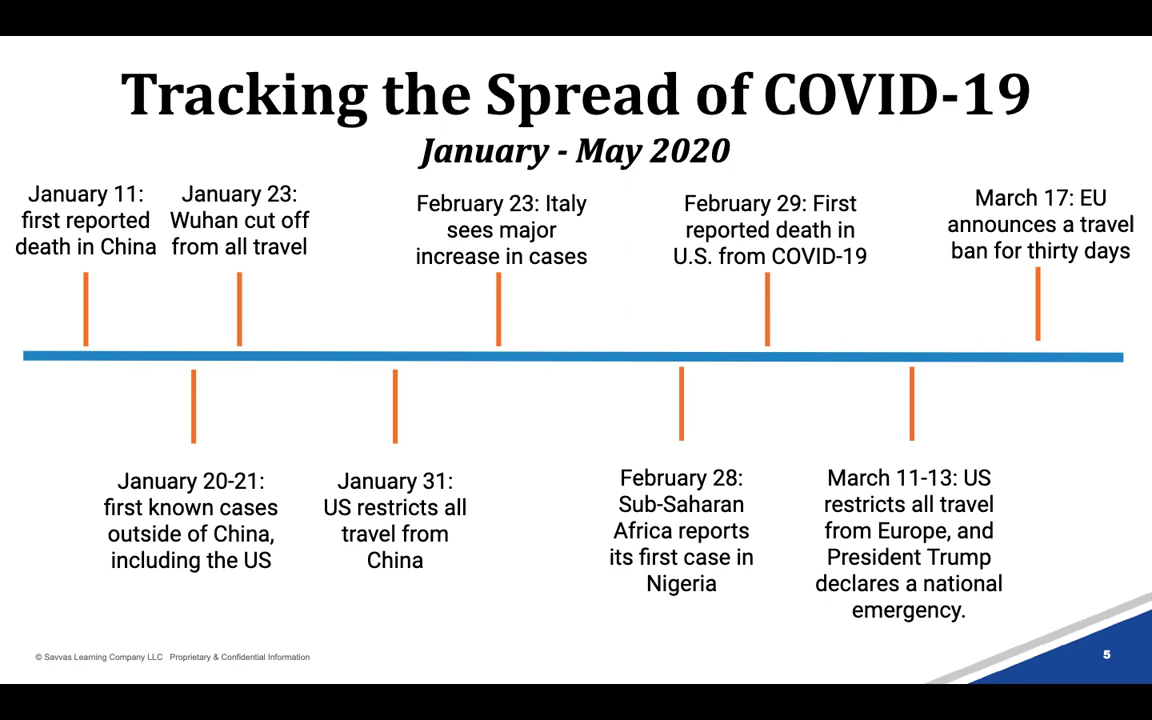 Tracking the Spread of COVID-19
January - May 2020
January 11:
first reported
death in China
January 23:
Wuhan cut off
from all travel
February 23: Italy
sees major
increase in cases
February 29: First
reported death in
U.S. from COVID-19
March 17: EU
announces a travel
ban for thirty days
January 20-21:
first known cases
outside of China,
including the US
January 31:
US restricts all
travel from
China
February 28:
Sub-Saharan
Africa reports
its first case in
Nigeria
March 11-13: US
restricts all travel
from Europe, and
President Trump
declares a national
emergency.
© Savvas Learning Company LLC Proprietary & Confidential Information
5